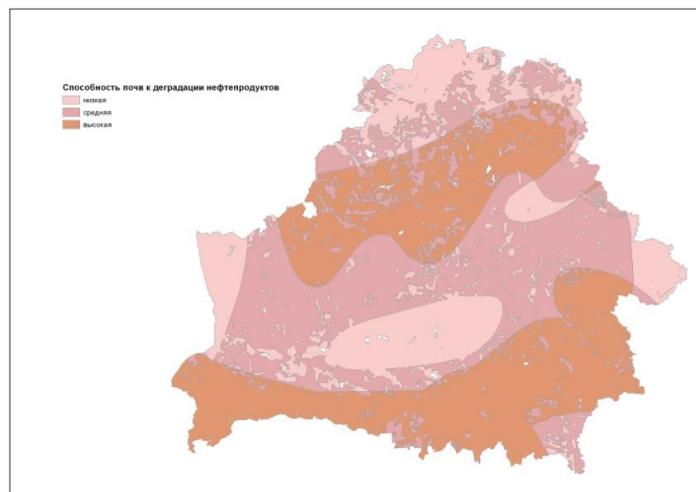 Способность почв к деградации нефтепродуктов
низкая
средняя
высокая